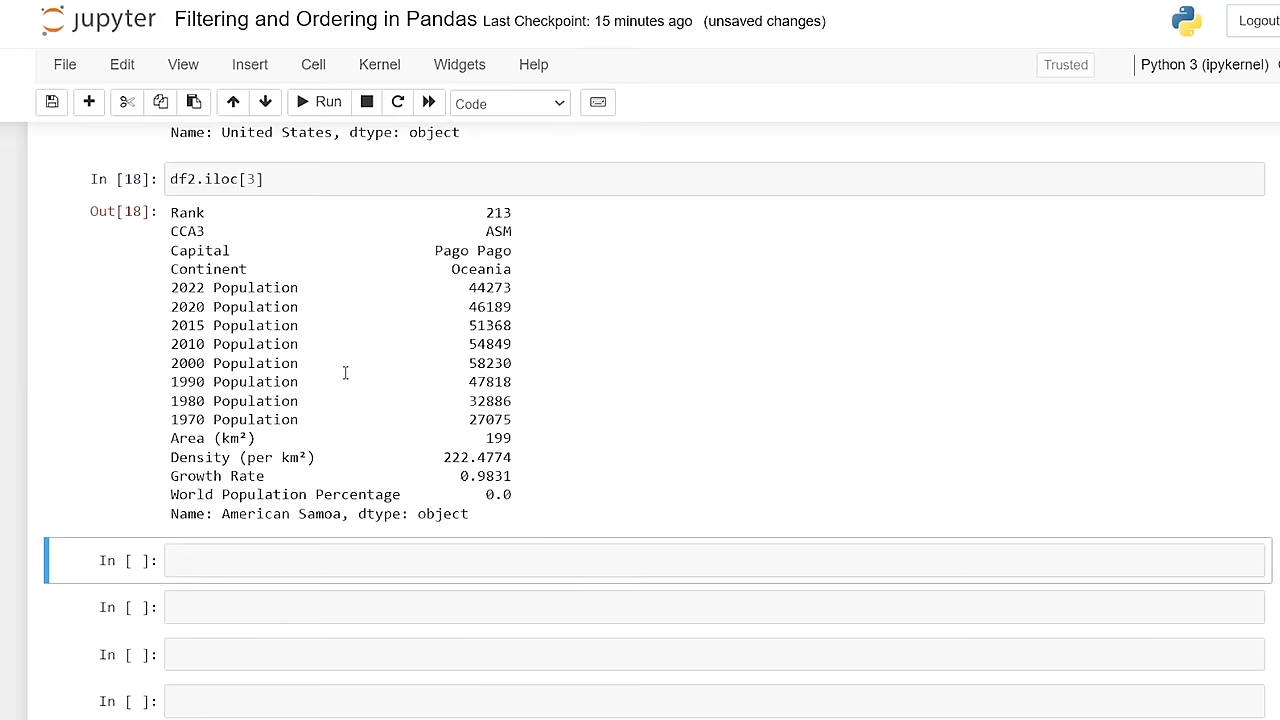 jupyter Filtering and Ordering in Pandas Last Checkpoint: 15 minutes ago (unsaved changes) Logout
File Edit View Insert Cell Kernel Widgets Help Trusted Python 3 (ipykernel)
Run Code
Name: United States, dtype: object
In [18]: df2.iloc[3]
Out[18]: Rank 213
CCA3 ASM
Capital Pago Pago
Continent Oceania
2022 Population 44273
2020 Population 46189
2015 Population 51368
2010 Population 54849
2000 Population 58230
1990 Population 47818
1980 Population 32886
1970 Population 27075
Area (km²) 199
Density (per km²) 222.4774
Growth Rate 0.9831
World Population Percentage 0.0
Name: American Samoa, dtype: object
In [ ]:
In [ ]:
In [ ]:
In [ ]: